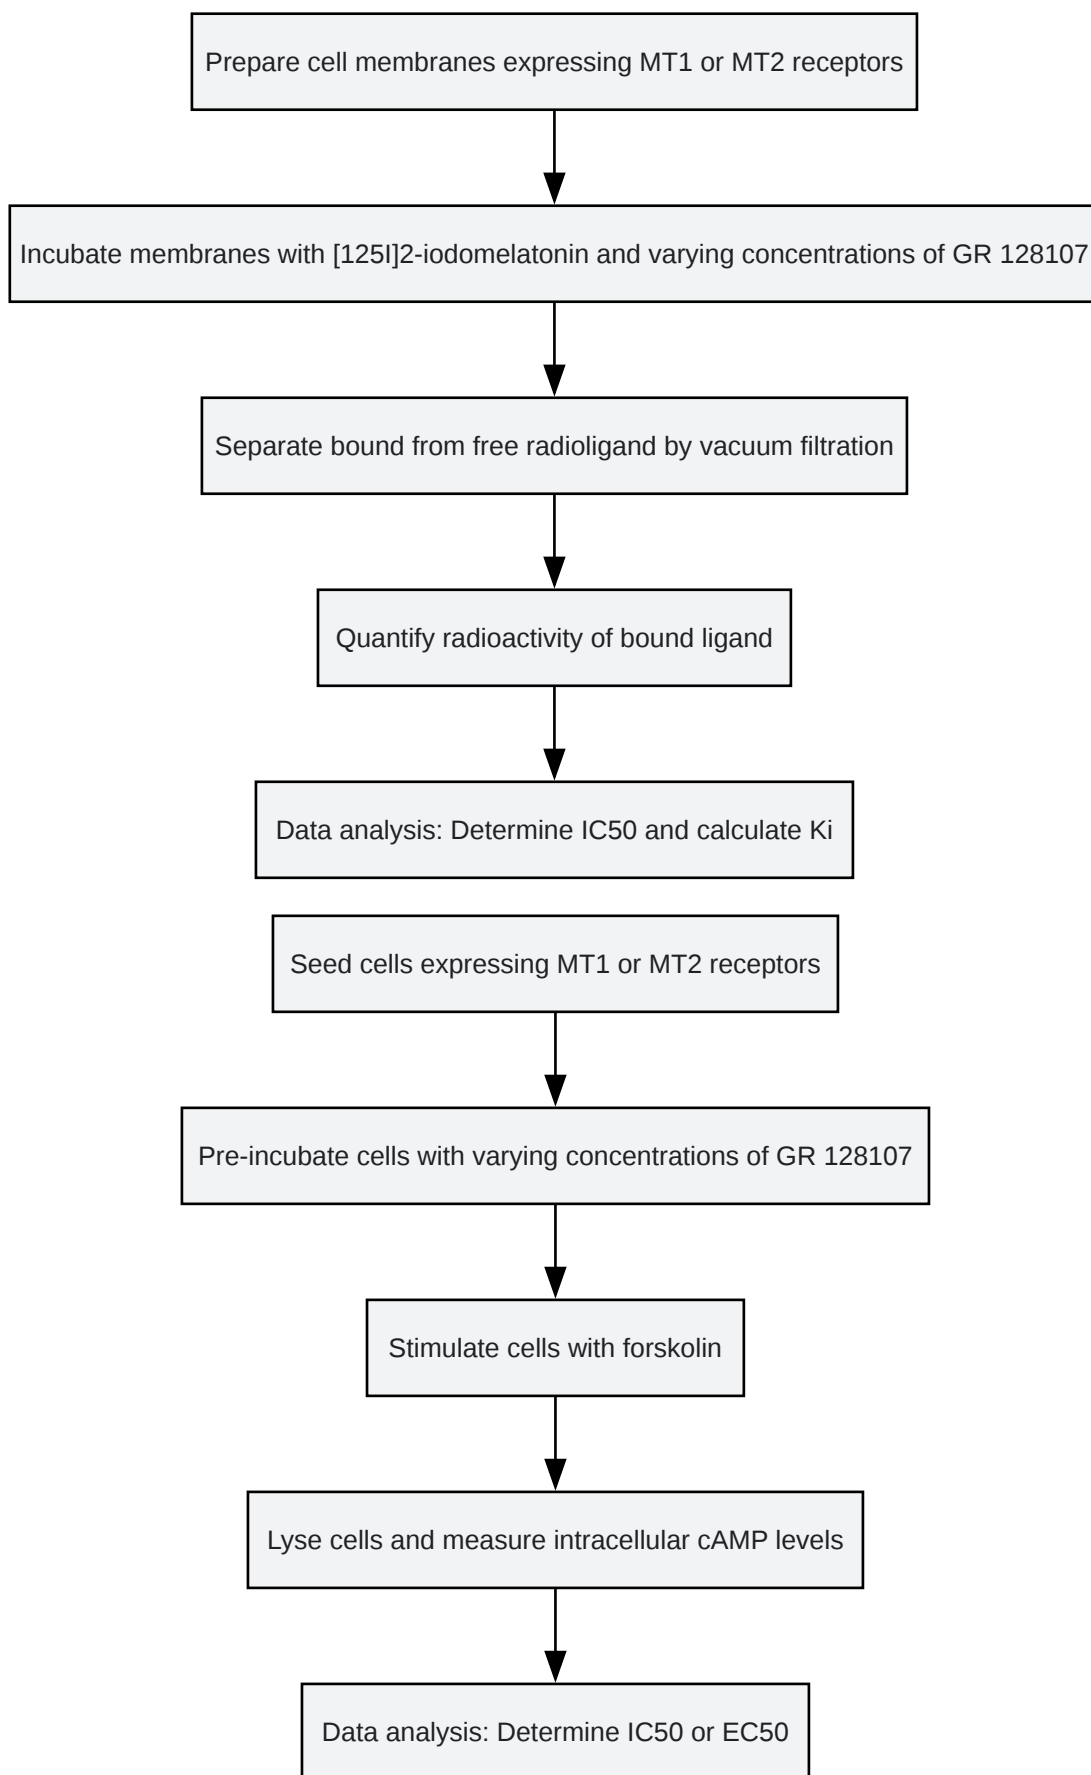 Prepare cell membranes expressing MT1 or MT2 receptors
Incubate membranes with [125I]2-iodomelatonin and varying concentrations of GR 128107
Separate bound from free radioligand by vacuum filtration
Quantify radioactivity of bound ligand
Data analysis: Determine IC50 and calculate Ki
Seed cells expressing MT1 or MT2 receptors
Pre-incubate cells with varying concentrations of GR 128107
Stimulate cells with forskolin
Lyse cells and measure intracellular cAMP levels
Data analysis: Determine IC50 or EC50